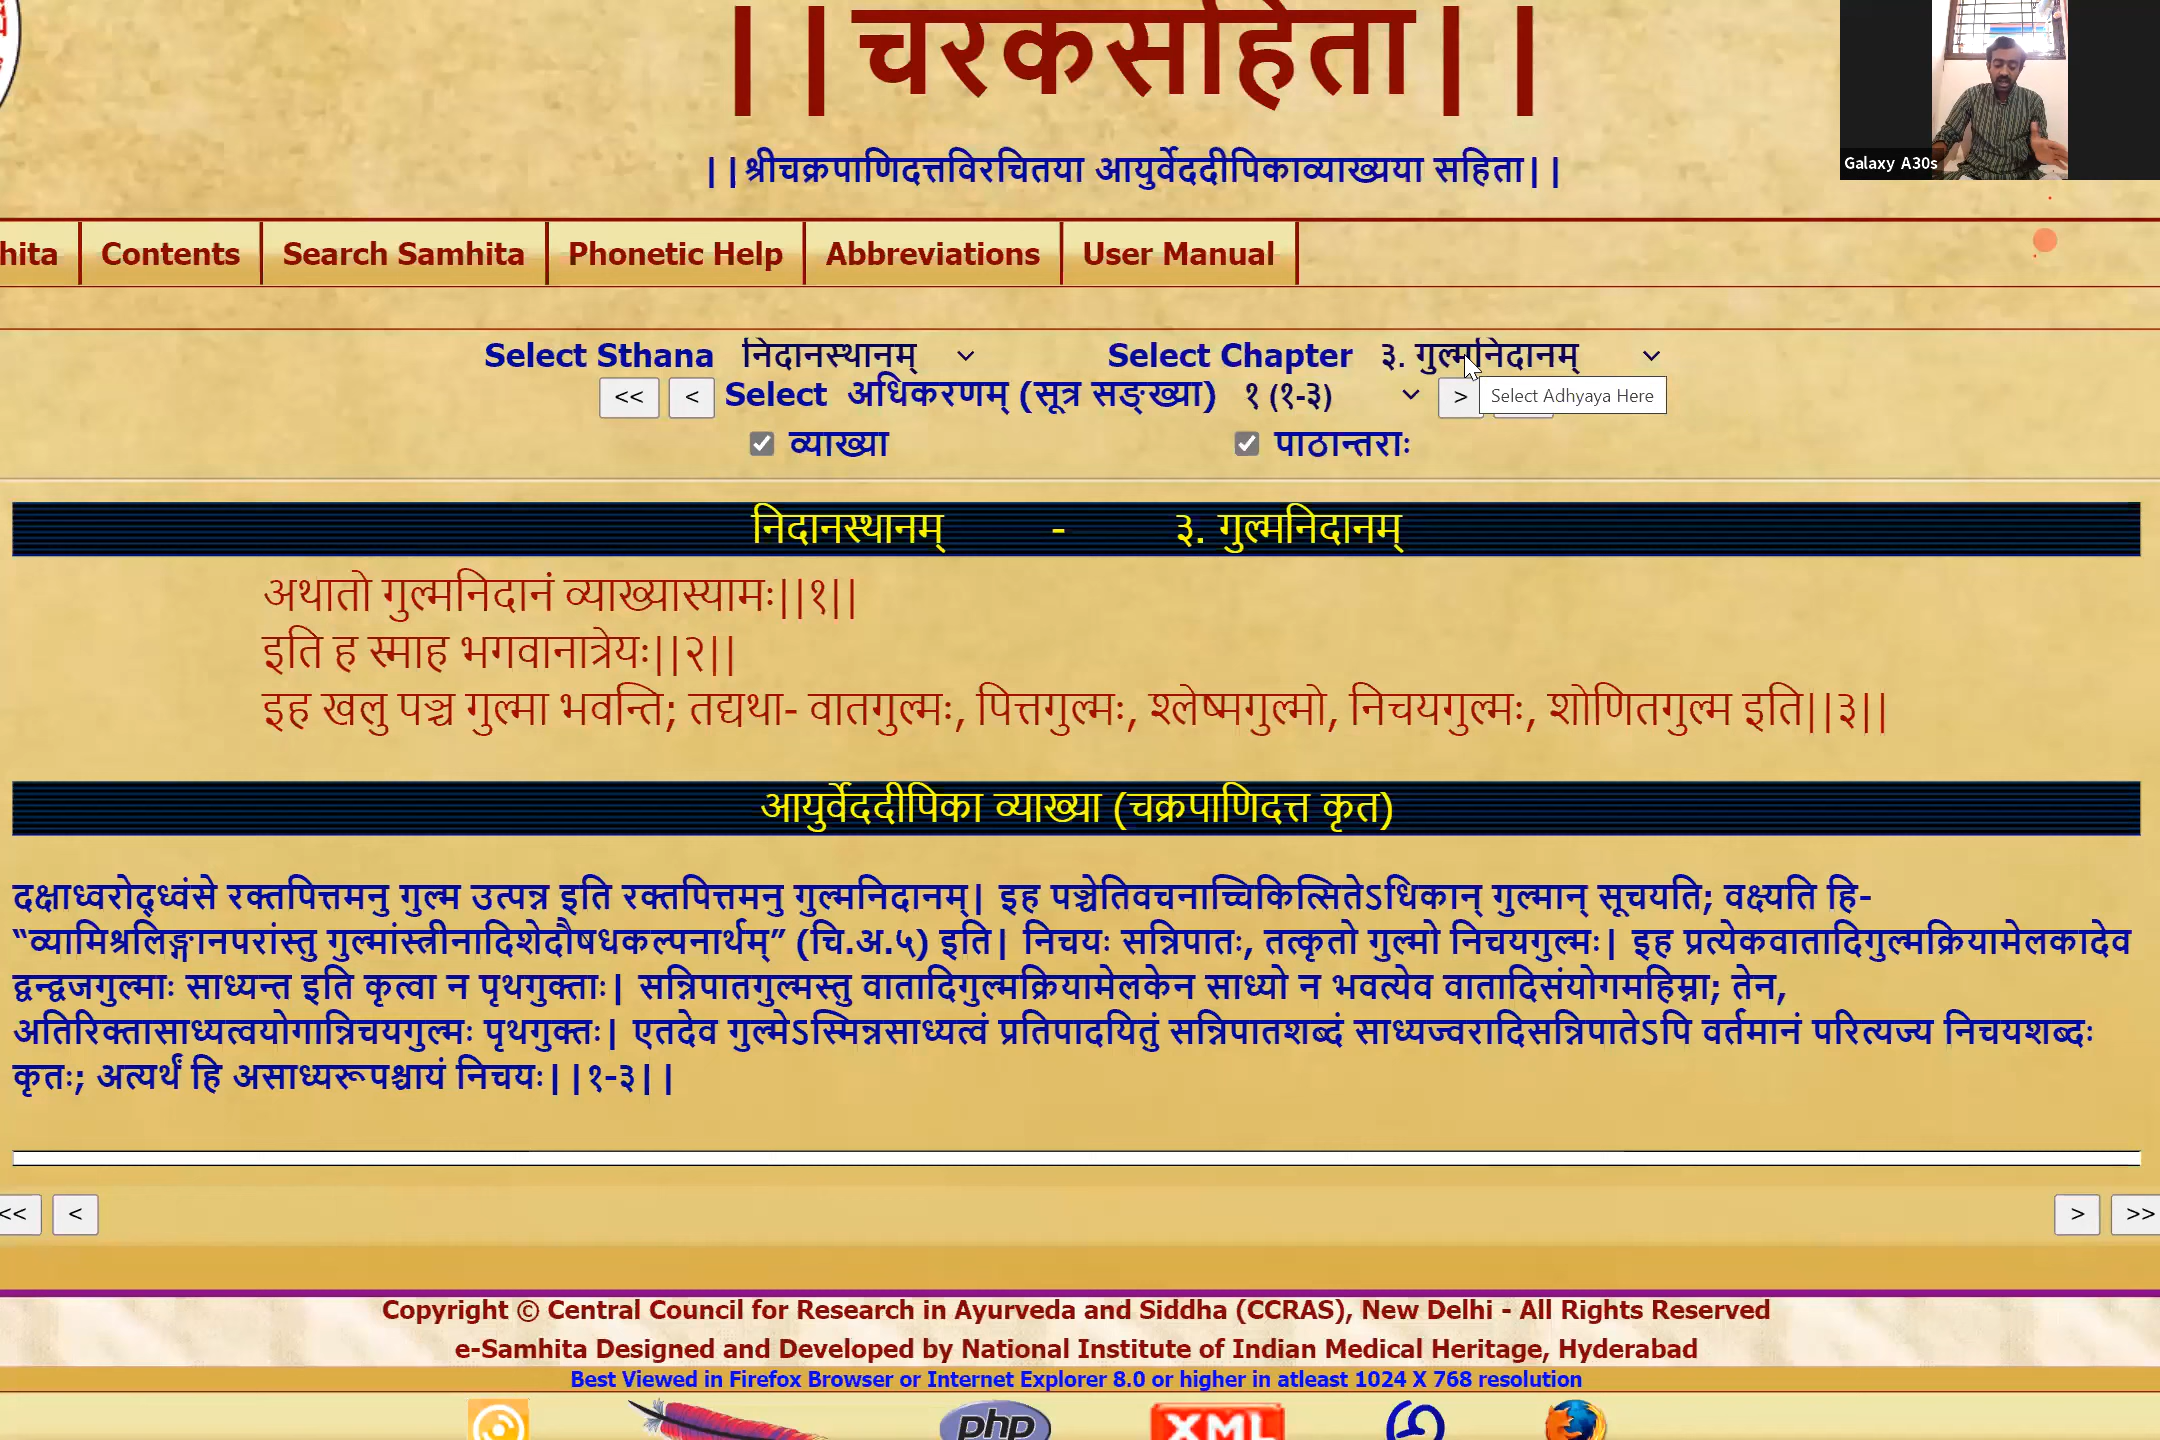 ||चरकसंहिता||
||श्रीचक्रपाणिदत्तविरचितया आयुर्वेददीपिकाव्याख्यया संहिता||
Galaxy A30s
hita Contents Search Samhita Phonetic Help Abbreviations User Manual
Select Sthana निदानस्थानम् Select Chapter ३. गुल्मनिदानम्
<< < Select अधिकरणम् (सूत्र सङ्ख्या) १ (१-३) > Select Adhyaya Here
व्याख्या पाठान्तराः
निदानस्थानम् - ३. गुल्मनिदानम्
अथातो गुल्मनिदानं व्याख्यास्यामः||१||
इति ह स्माह भगवानात्रेयः||२||
इह खलु पञ्च गुल्मा भवन्ति; तद्यथा- वातगुल्मः, पित्तगुल्मः, श्लेष्मगुल्मो, निचयगुल्मः, शोणितगुल्म इति||३||
आयुर्वेददीपिका व्याख्या (चक्रपाणिदत्त कृत)
दक्षाध्वरोद्ध्वंसे रक्तपित्तमनु गुल्म उत्पन्न इति रक्तपित्तमनु गुल्मनिदानम्| इह पञ्चेतिवचनाच्चिकित्सितेऽधिकान् गुल्मान् सूचयति; वक्ष्यति हि-
“व्यामिश्रलिङ्गानपरांस्तु गुल्मांस्त्रीनादिशेदौषधकल्पनार्थम्” (चि.अ.५) इति| निचयः सन्निपातः, तत्कृतो गुल्मो निचयगुल्मः| इह प्रत्येकवातादिगुल्मक्रियामेलकादेव
द्वन्द्वजगुल्माः साध्यन्त इति कृत्वा न पृथगुक्ताः| सन्निपातगुल्मस्तु वातादिगुल्मक्रियामेलकेन साध्यो न भवत्येव वातादिसंयोगमहिम्ना; तेन,
अतिरिक्तासाध्यत्वयोगान्निचयगुल्मः पृथगुक्तः| एतदेव गुल्मेऽस्मिन्नसाध्यत्वं प्रतिपादयितुं सन्निपातशब्दं साध्यज्वरादिसन्निपातेऽपि वर्तमानं परित्यज्य निचयशब्दः
कृतः; अत्यर्थं हि असाध्यरूपश्चायं निचयः||१-३||
<< < > >>
Copyright © Central Council for Research in Ayurveda and Siddha (CCRAS), New Delhi - All Rights Reserved
e-Samhita Designed and Developed by National Institute of Indian Medical Heritage, Hyderabad
Best Viewed in Firefox Browser or Internet Explorer 8.0 or higher in atleast 1024 X 768 resolution
php XML